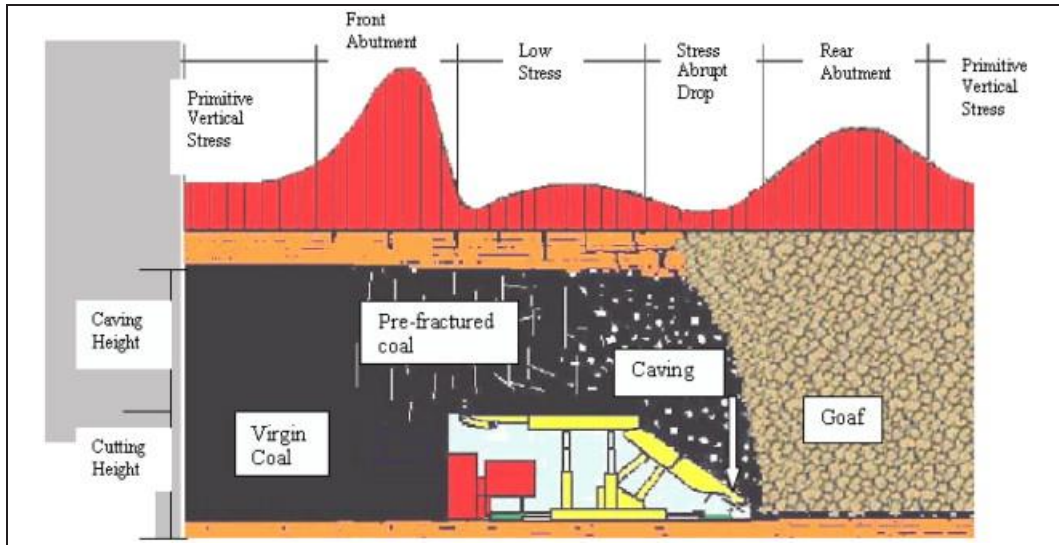 Front
Abutment
Low
Stress
Stress
Abrupt
Drop
Rear
Abutment
Primitive
Vertical
Stress
Primitive
Vertical
Stress
Caving
Height
Pre-fractured
coal
Caving
Goaf
Virgin
Coal
Cutting
Height